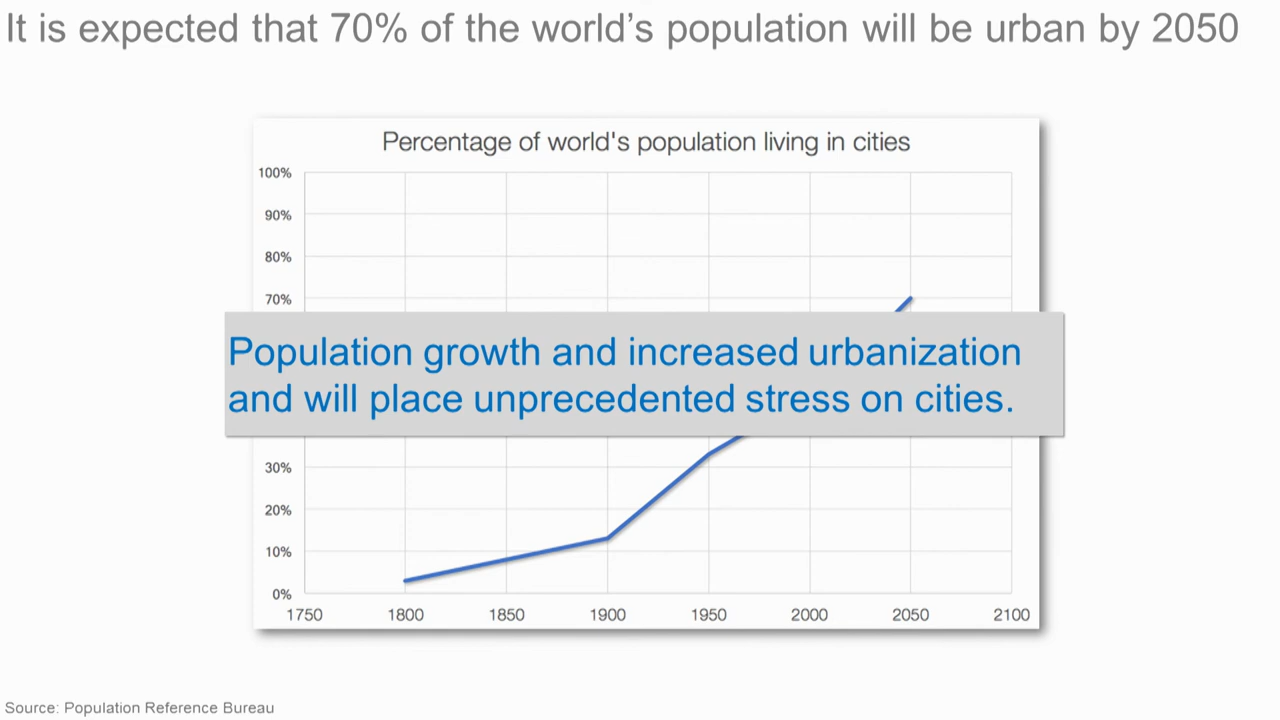 It is expected that 70% of the world’s population will be urban by 2050
Percentage of world's population living in cities
100%
90%
80%
70%
Population growth and increased urbanization
and will place unprecedented stress on cities.
30%
20%
10%
0%
1750 1800 1850 1900 1950 2000 2050 2100
Source: Population Reference Bureau